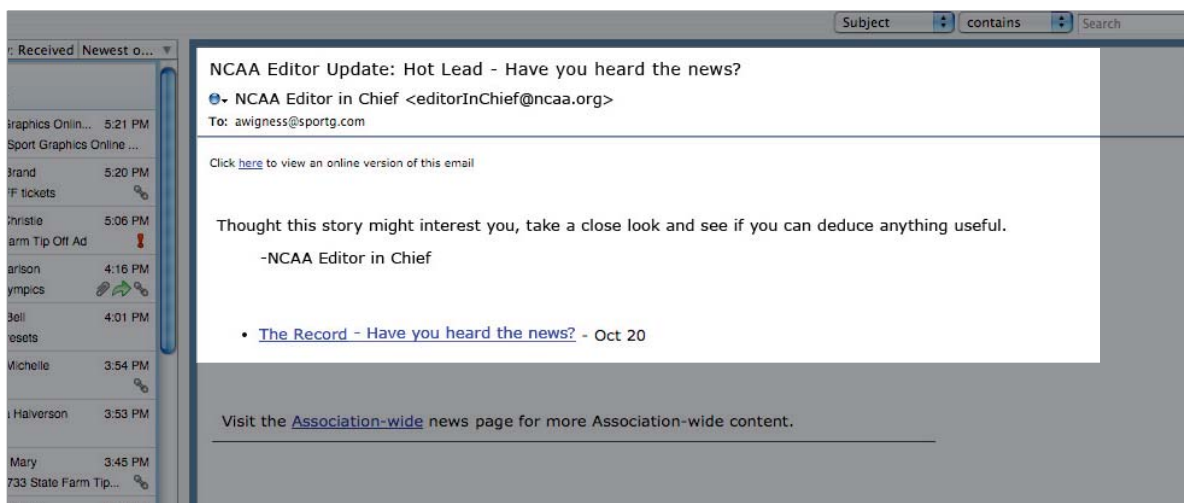 Subject contains Search
: Received Newest o...
Graphics Onlin... 5:21 PM
Sport Graphics Online ...
Brand 5:20 PM
FF tickets
Christie 5:06 PM
arm Tip Off Ad
arlson 4:16 PM
ympics
Bell 4:01 PM
resets
Michelle 3:54 PM
Halverson 3:53 PM
Mary 3:45 PM
733 State Farm Tip...
NCAA Editor Update: Hot Lead - Have you heard the news?
NCAA Editor in Chief <editorInChief@ncaa.org>
To: awigness@sportg.com
Click here to view an online version of this email
Thought this story might interest you, take a close look and see if you can deduce anything useful.
-NCAA Editor in Chief
• The Record - Have you heard the news? - Oct 20
Visit the Association-wide news page for more Association-wide content.